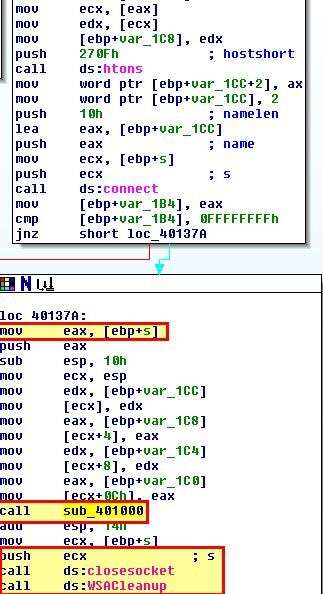 mov ecx, [eax]
mov edx, [ecx]
mov [ebp+var_1C8], edx
push 270Fh ; hostshort
call ds:htons
mov word ptr [ebp+var_1CC+2], ax
mov word ptr [ebp+var_1CC], 2
push 10h ; namelen
lea eax, [ebp+var_1CC]
push eax ; name
mov ecx, [ebp+s]
push ecx ; s
call ds:connect
mov [ebp+var_1B4], eax
cmp [ebp+var_1B4], 0FFFFFFFFh
jnz short loc_40137A
loc_40137A:
mov eax, [ebp+s]
push eax
sub esp, 10h
mov ecx, esp
mov edx, [ebp+var_1CC]
mov [ecx], edx
mov eax, [ebp+var_1C8]
mov [ecx+4], eax
mov edx, [ebp+var_1C4]
mov [ecx+8], edx
mov eax, [ebp+var_1C0]
mov [ecx+0Ch], eax
call sub_401000
add esp, 14h
mov ecx, [ebp+s]
push ecx ; s
call ds:closesocket
call ds:WSACleanup